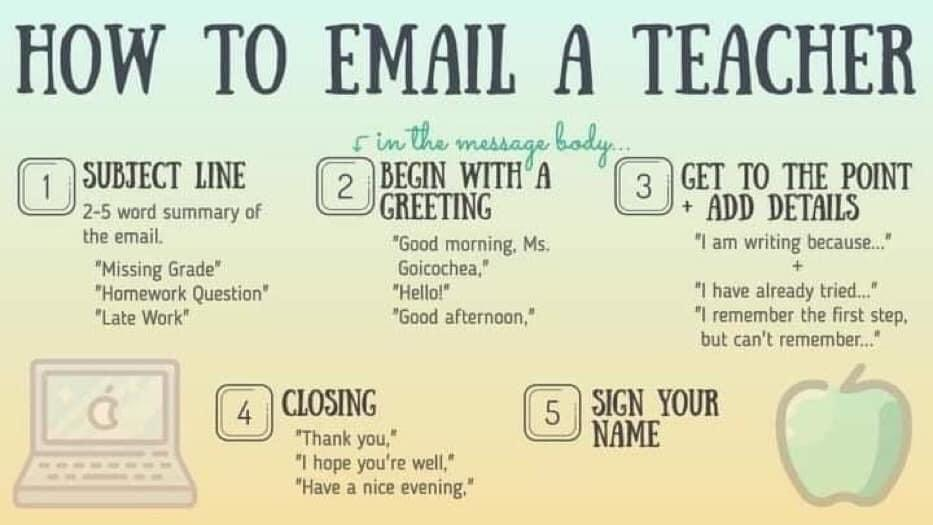 HOW TO EMAIL A TEACHER
in the message body...
1
SUBJECT LINE
2-5 word summary of
the email.
"Missing Grade"
"Homework Question"
"Late Work"
2
BEGIN WITH A
GREETING
"Good morning, Ms.
Goicochea,"
"Hello!"
"Good afternoon,"
3
GET TO THE POINT
+ ADD DETAILS
"I am writing because..."
+
"I have already tried..."
"I remember the first step,
but can't remember..."
4
CLOSING
"Thank you,"
"I hope you're well,"
"Have a nice evening,"
5
SIGN YOUR
NAME